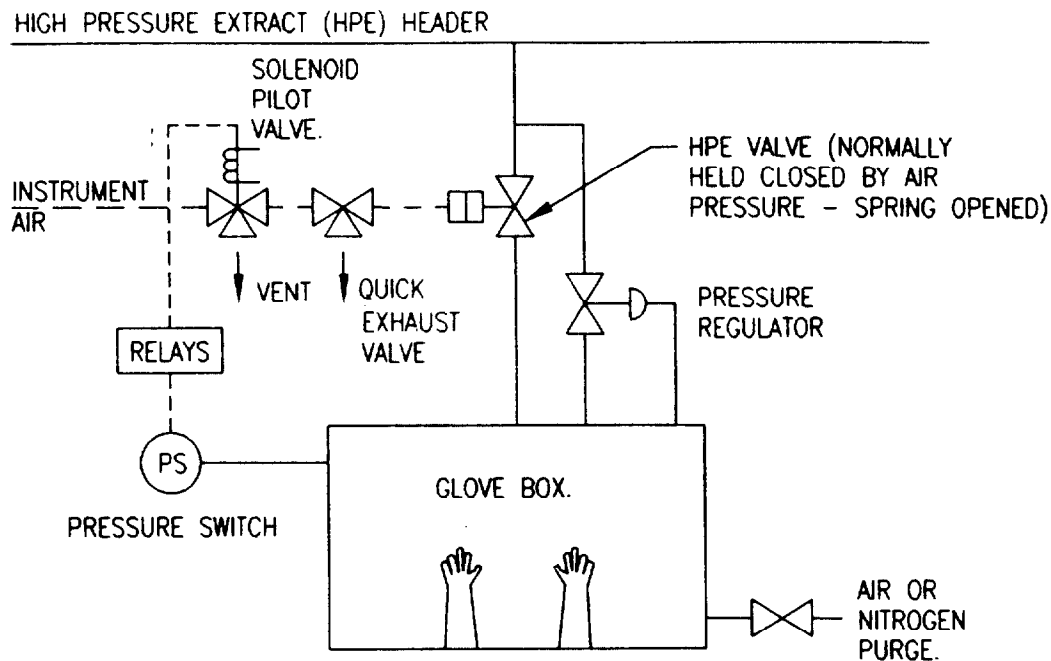 HIGH PRESSURE EXTRACT (HPE) HEADER
SOLENOID
PILOT
VALVE.
HPE VALVE (NORMALLY
HELD CLOSED BY AIR
PRESSURE - SPRING OPENED)
INSTRUMENT
AIR
VENT
QUICK
EXHAUST
VALVE
PRESSURE
REGULATOR
RELAYS
PS
PRESSURE SWITCH
GLOVE BOX.
AIR OR
NITROGEN
PURGE.